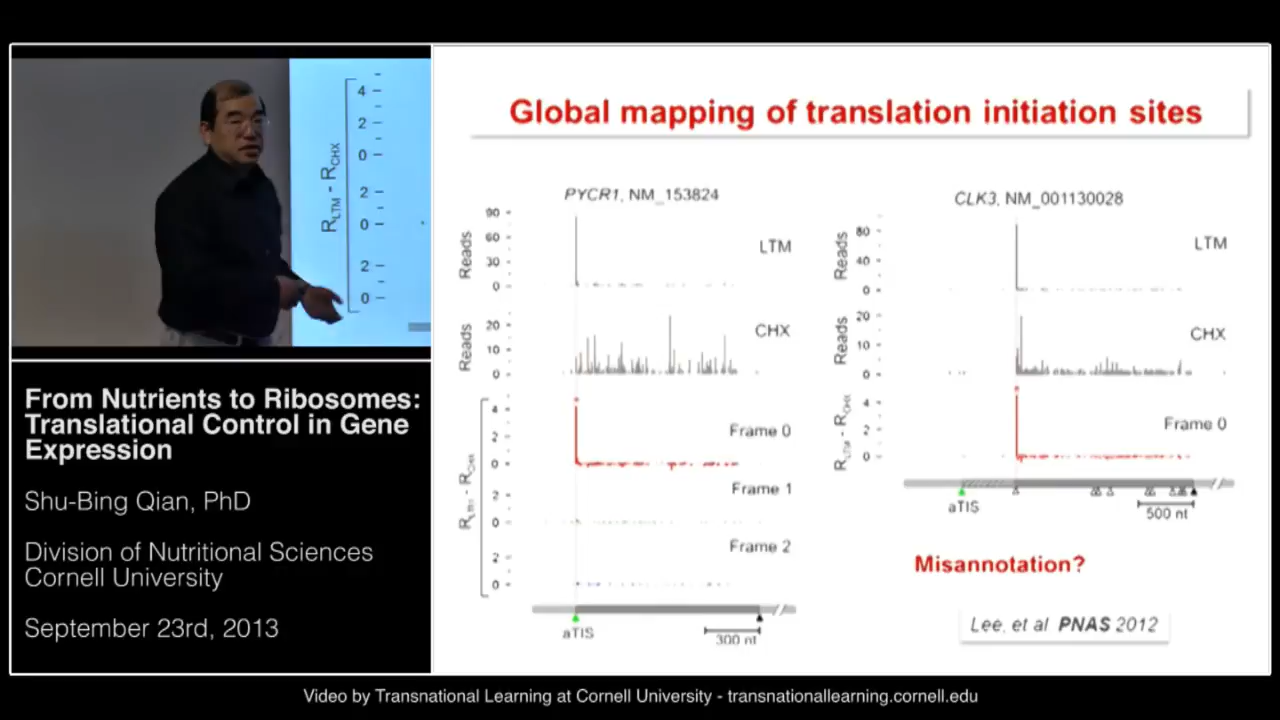 4
2
0
2
0
2
0
R_LTM - R_CHX
From Nutrients to Ribosomes:
Translational Control in Gene
Expression
Shu-Bing Qian, PhD
Division of Nutritional Sciences
Cornell University
September 23rd, 2013
Global mapping of translation initiation sites
PYCR1, NM_153824
90
60
30
0
Reads
LTM
20
10
0
Reads
CHX
4
2
0
Frame 0
2
0
Frame 1
2
0
Frame 2
R_LTM - R_CHX
aTIS
300 nt
CLK3, NM_001130028
80
40
0
Reads
LTM
20
10
0
Reads
CHX
4
2
0
R_LTM - R_CHX
Frame 0
aTIS
500 nt
Misannotation?
Lee, et al PNAS 2012
Video by Transnational Learning at Cornell University - transnationallearning.cornell.edu